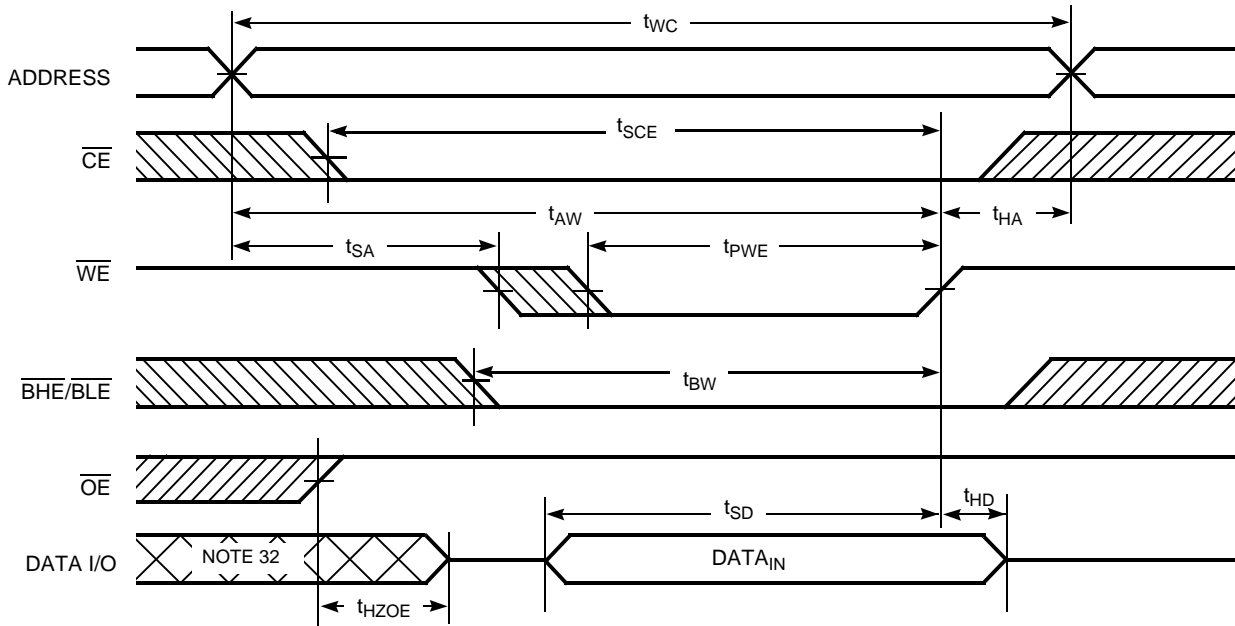 tWC
ADDRESS
tSCE
CE
tAW
tHA
tSA
tPWE
WE
tBW
BHE/BLE
OE
tSD
tHD
DATA I/O
NOTE 32
DATAIN
tHZOE